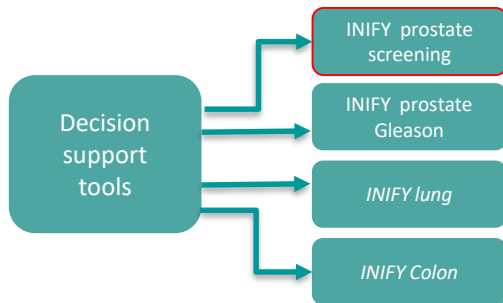 Decision
support
tools
INIFY prostate
screening
INIFY prostate
Gleason
INIFY lung
INIFY Colon